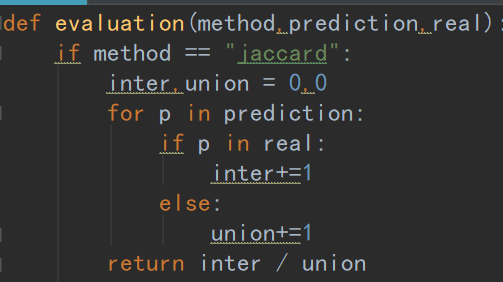 def evaluation(method,prediction,real):
if method == "jaccard":
inter,union = 0,0
for p in prediction:
if p in real:
inter+=1
else:
union+=1
return inter / union